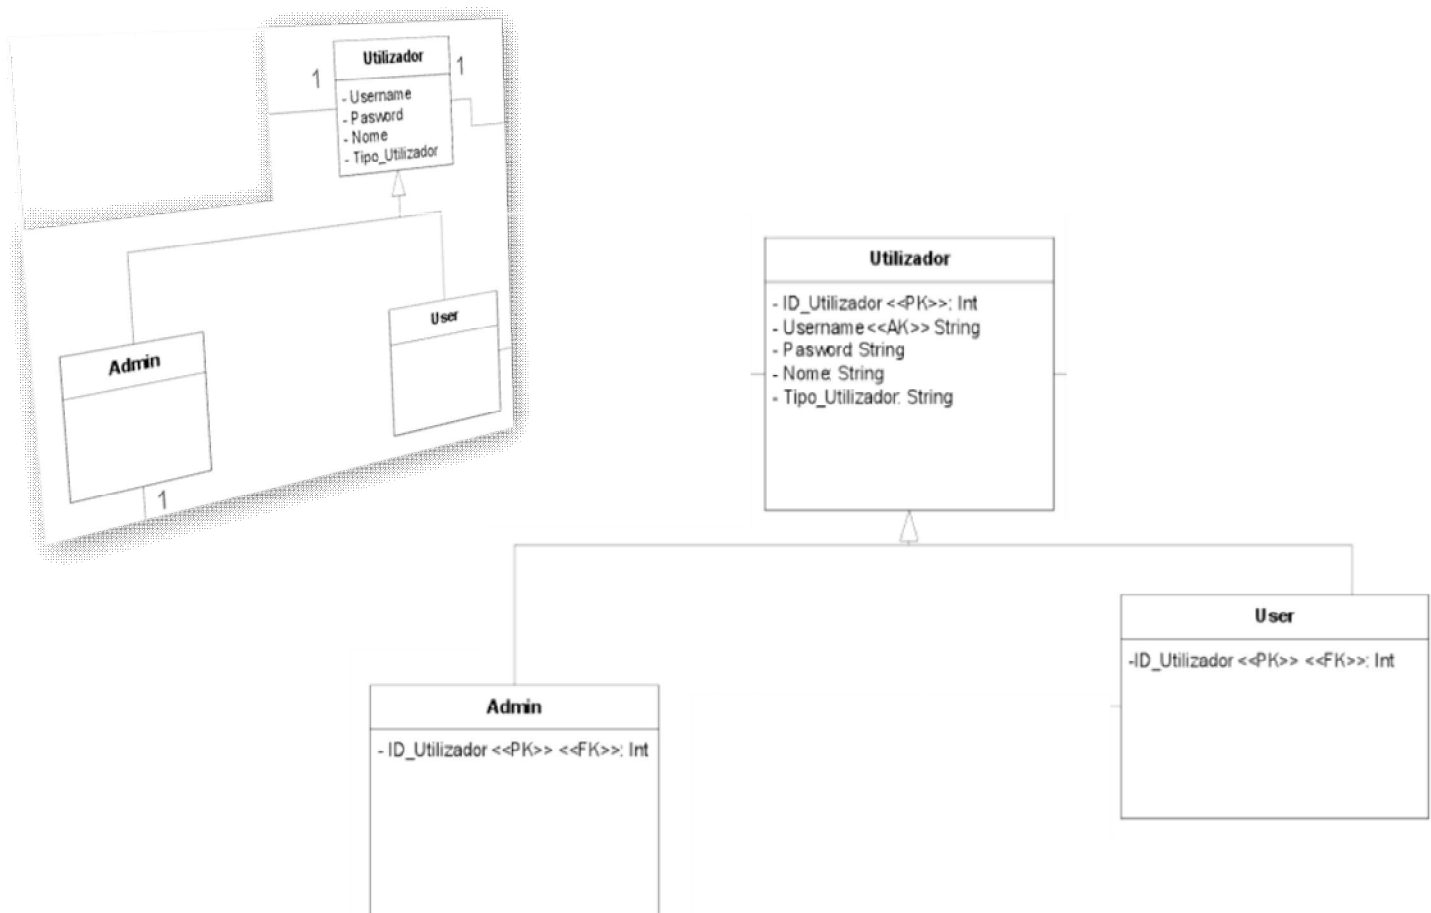 Utilizador
1
1
- Username
- Pasword
- Nome
- Tipo_Utilizador
User
Admin
1
Utilizador
- ID_Utilizador <<PK>>: Int
- Username <<AK>> String
- Pasword: String
- Nome: String
- Tipo_Utilizador: String
User
-ID_Utilizador <<PK>> <<FK>>: Int
Admin
- ID_Utilizador <<PK>> <<FK>>: Int